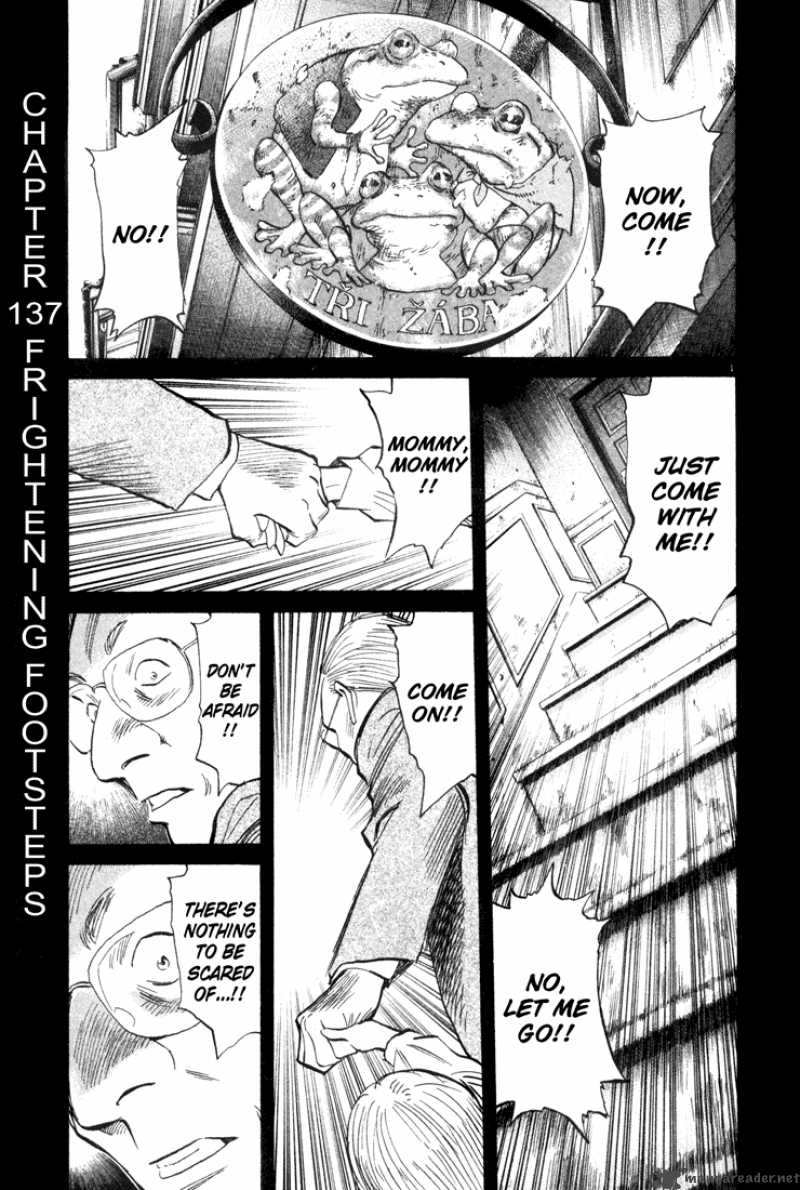 CHAPTER 137 FRIGHTENING FOOTSTEPS
NOW,
COME
!!
NO!!
TŘI ŽÁBA
JUST
COME
WITH
ME!!
MOMMY,
MOMMY
!!
NO,
LET ME
GO!!
COME
ON!!
DON'T
BE
AFRAID
!!
THERE'S
NOTHING
TO BE
SCARED
OF...!!
mangareader.net